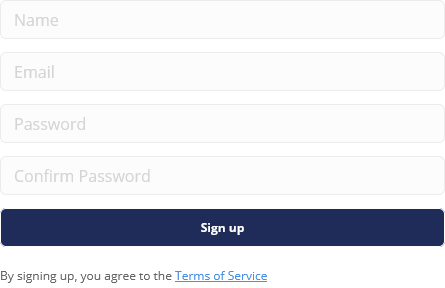 Name
Email
Password
Confirm Password
Sign up
By signing up, you agree to the Terms of Service